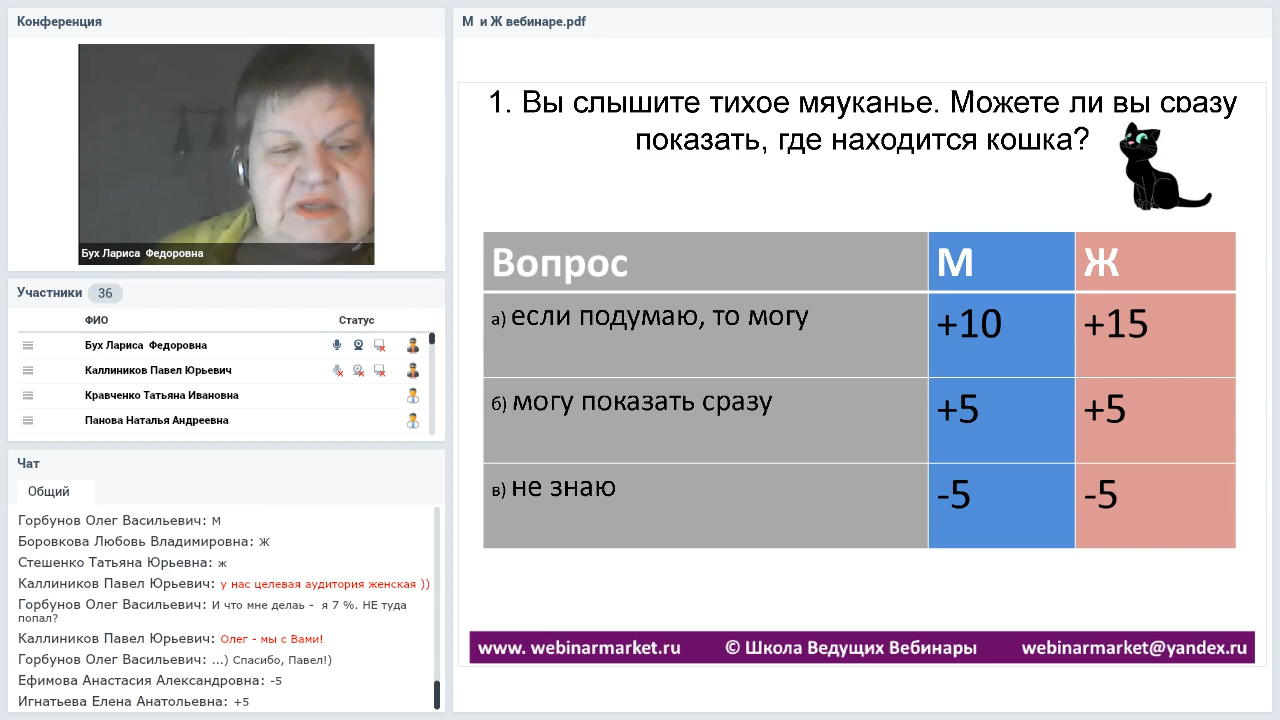 Конференция
Бух Лариса Федоровна
Участники 36
ФИО Статус
Бух Лариса Федоровна
Каллиников Павел Юрьевич
Кравченко Татьяна Ивановна
Панова Наталья Андреевна
Чат
Общий
Горбунов Олег Васильевич: М
Боровкова Любовь Владимировна: Ж
Стешенко Татьяна Юрьевна: ж
Каллиников Павел Юрьевич: у нас целевая аудитория женская ))
Горбунов Олег Васильевич: И что мне делаь - я 7 %. НЕ туда
попал?
Каллиников Павел Юрьевич: Олег - мы с Вами!
Горбунов Олег Васильевич: ...) Спасибо, Павел!)
Ефимова Анастасия Александровна: -5
Игнатьева Елена Анатольевна: +5
М и Ж вебинаре.pdf
1. Вы слышите тихое мяуканье. Можете ли вы сразу
показать, где находится кошка?
Вопрос М Ж
а) если подумаю, то могу +10 +15
б) могу показать сразу +5 +5
в) не знаю -5 -5
www. webinarmarket.ru © Школа Ведущих Вебинары webinarmarket@yandex.ru